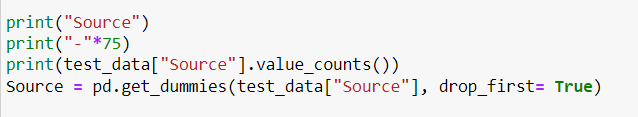 print("Source")
print("-"*75)
print(test_data["Source"].value_counts())
Source = pd.get_dummies(test_data["Source"], drop_first= True)